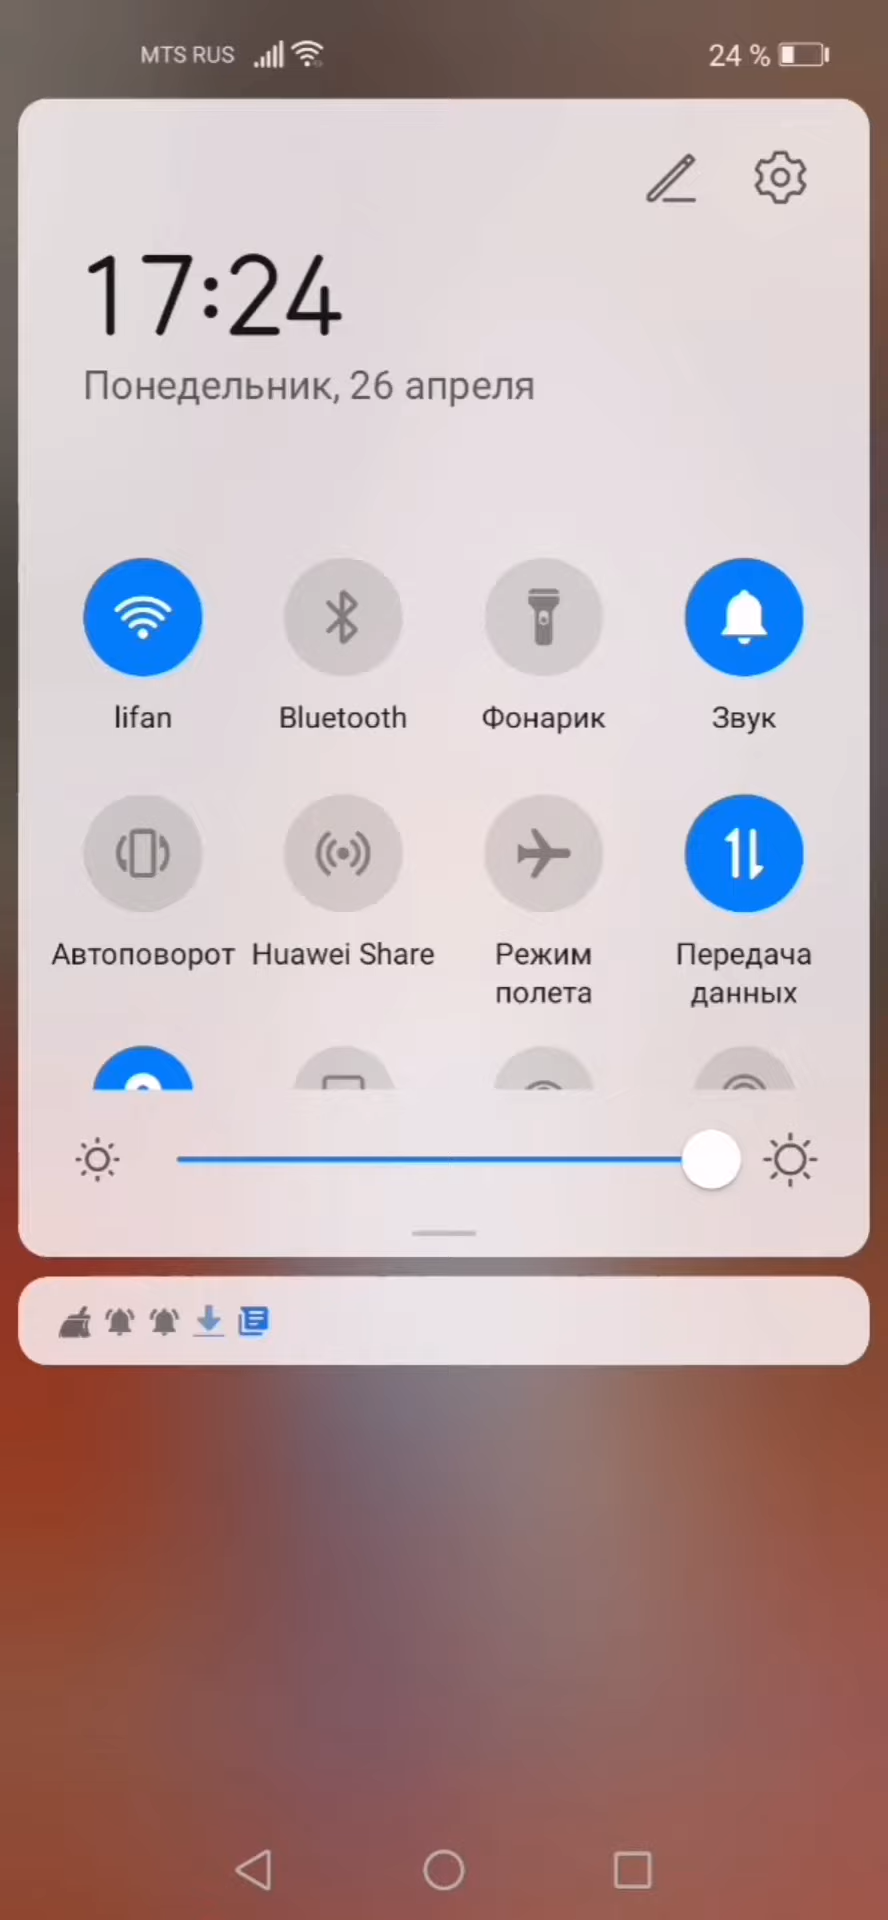 MTS RUS
24 %
17:24
Понедельник, 26 апреля
lifan
Bluetooth
Фонарик
Звук
Автоповорот
Huawei Share
Режим
полета
Передача
данных